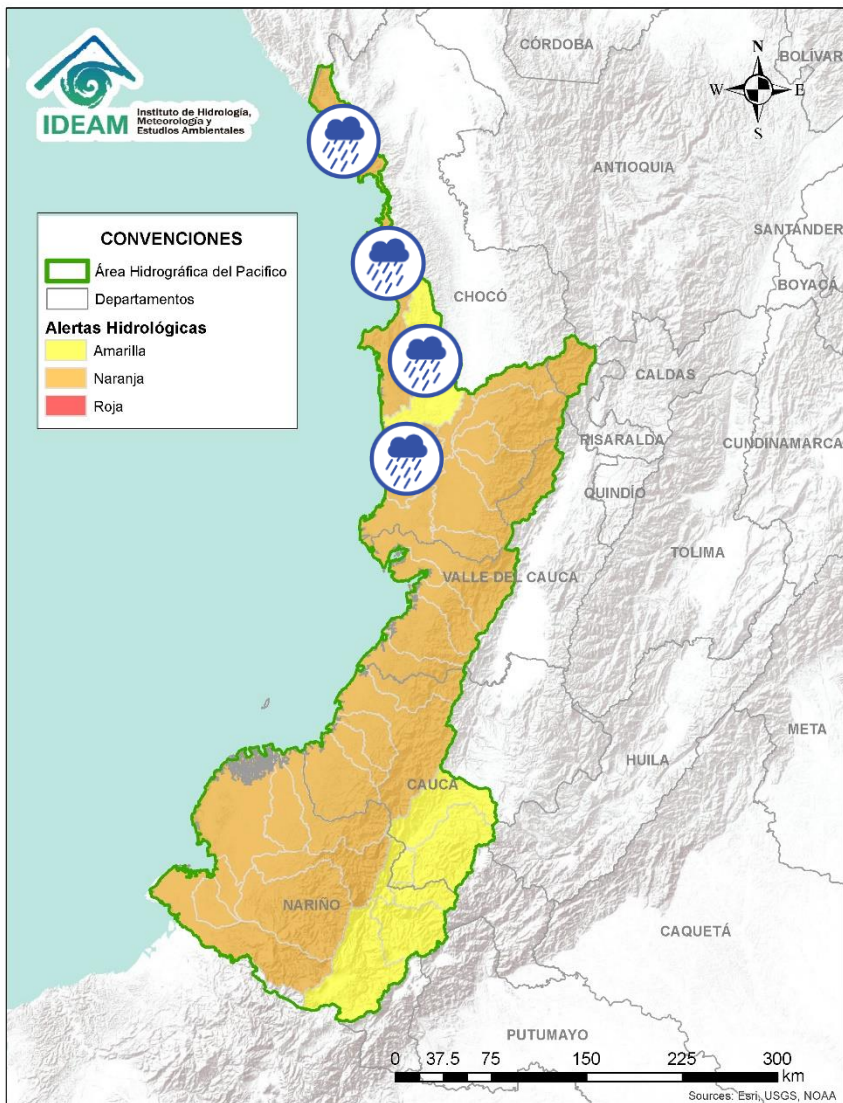 IDEAM
Instituto de Hidrología,
Meteorología y
Estudios Ambientales
CÓRDOBA
BOLÍVAR
N
W
E
S
ANTIOQUIA
CONVENCIONES
Área Hidrográfica del Pacifico
Departamentos
Alertas Hidrológicas
Amarilla
Naranja
Roja
SANTANDER
BOYACÁ
CHOCÓ
CALDAS
RISARALDA
CUNDINAMARCA
QUINDÍO
TOLIMA
VALLE DEL CAUCA
META
HUILA
CAUCA
NARIÑO
CAQUETÁ
PUTUMAYO
0 37.5 75 150 225 300
km
Sources: Esri, USGS, NOAA